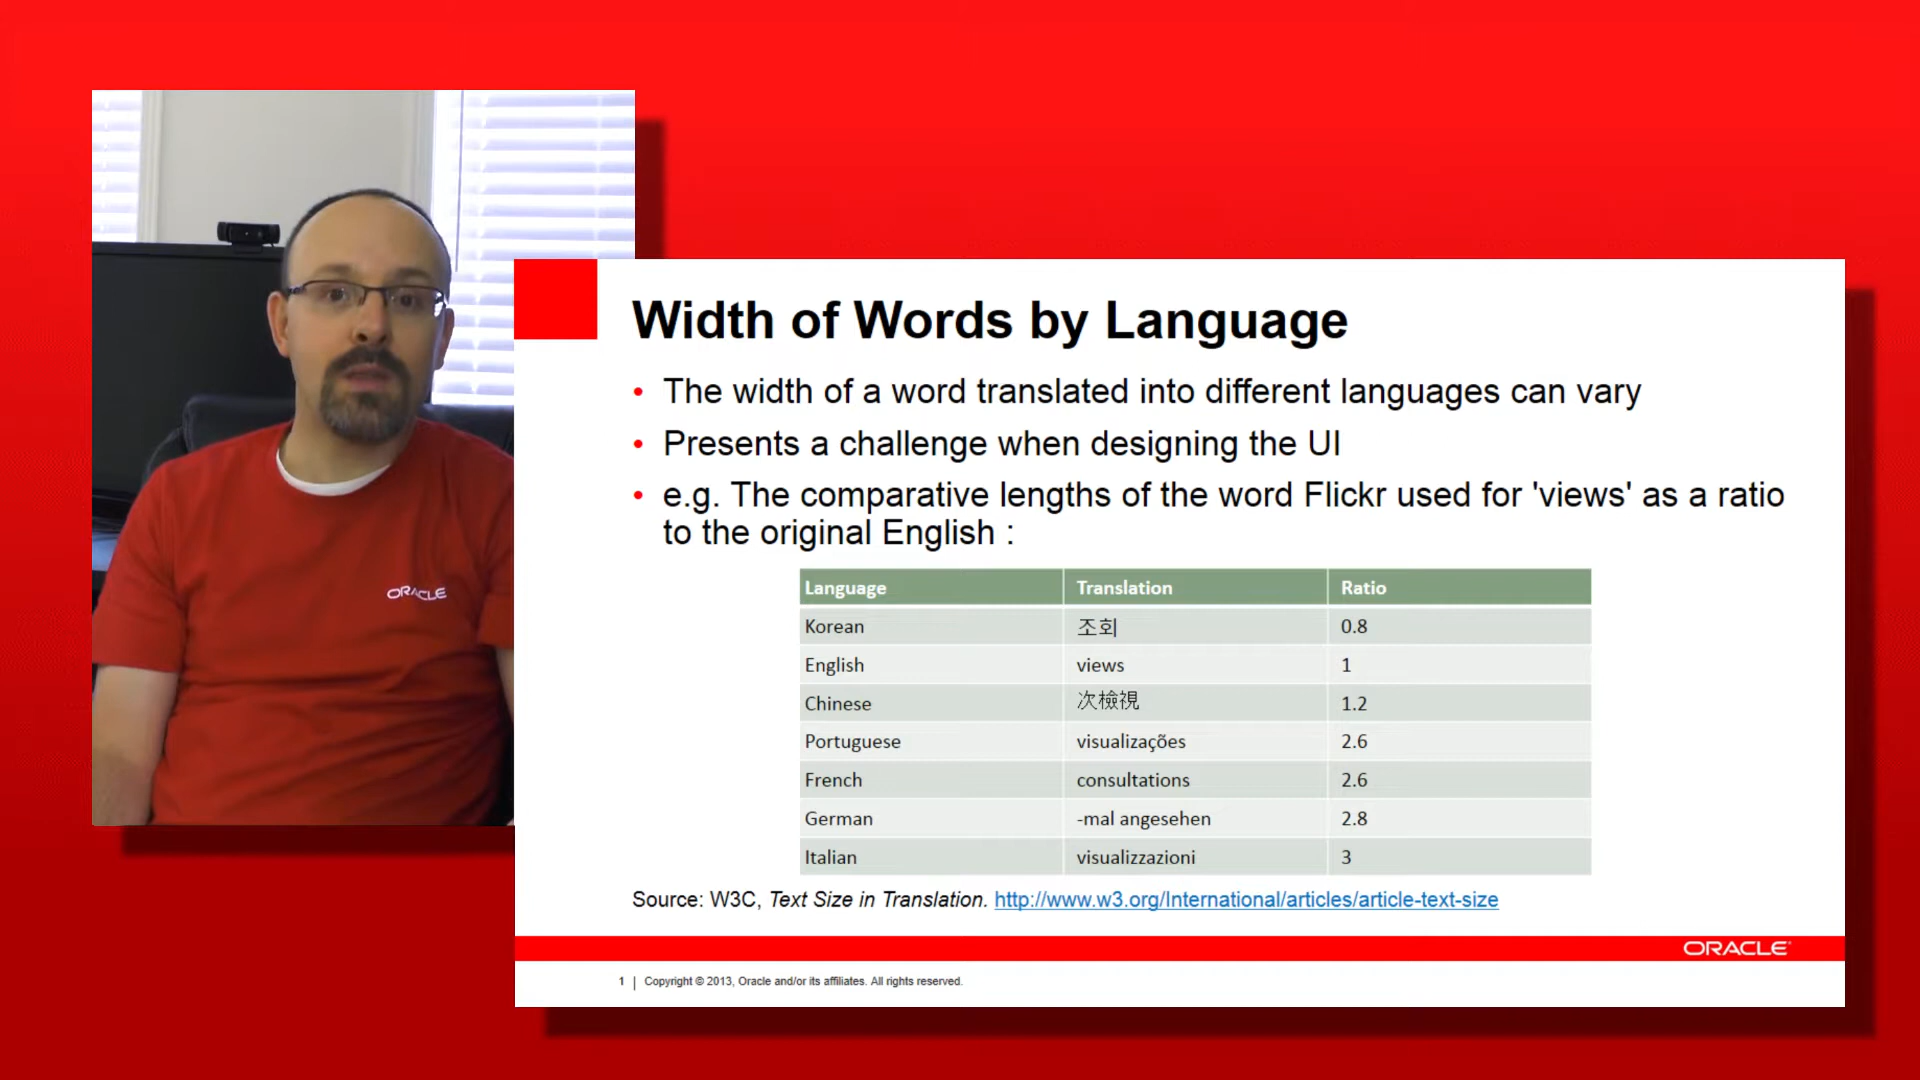 ORACLE
Width of Words by Language
• The width of a word translated into different languages can vary
• Presents a challenge when designing the UI
• e.g. The comparative lengths of the word Flickr used for 'views' as a ratio
to the original English :
Language Translation Ratio
Korean 조회 0.8
English views 1
Chinese 次檢視 1.2
Portuguese visualizações 2.6
French consultations 2.6
German -mal angesehen 2.8
Italian visualizzazioni 3
Source: W3C, Text Size in Translation. http://www.w3.org/International/articles/article-text-size
ORACLE
1 | Copyright © 2013, Oracle and/or its affiliates. All rights reserved.